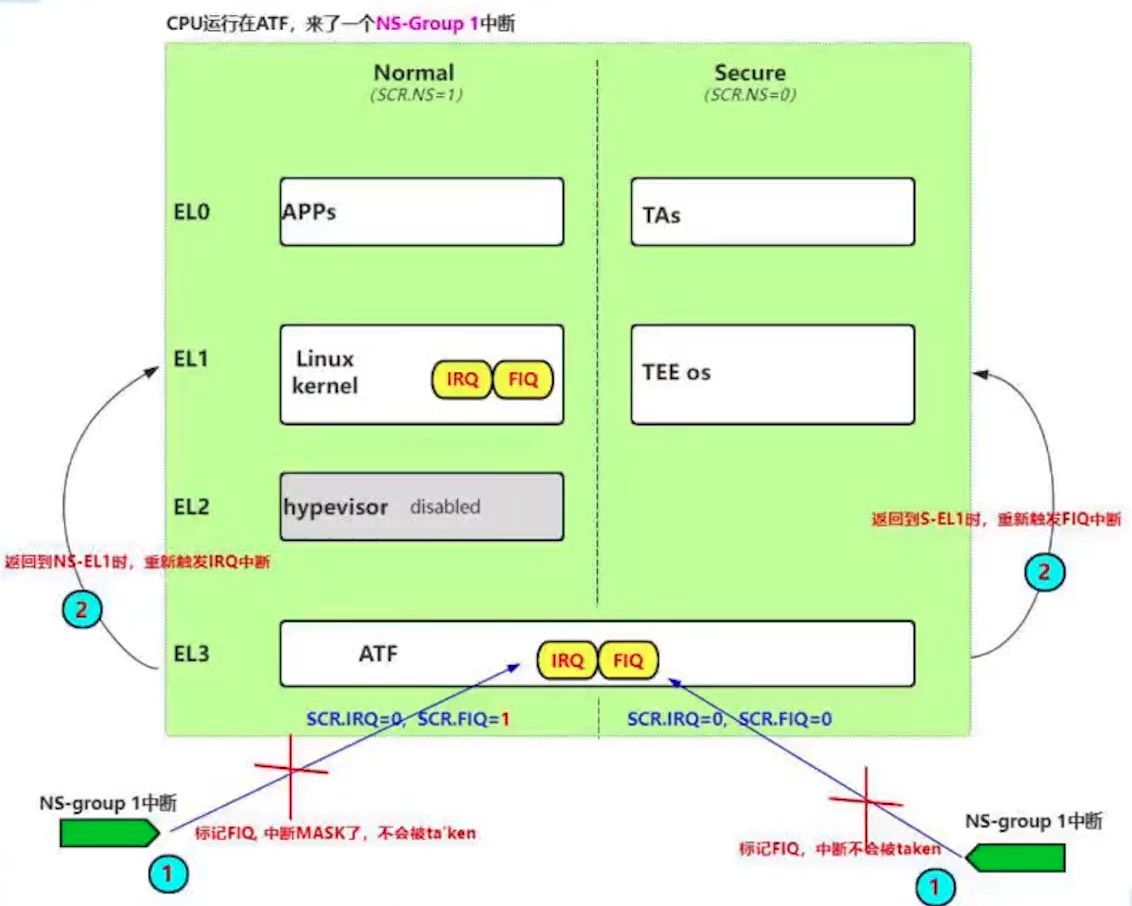 CPU运行在ATF，来了一个NS-Group 1中断
Normal
(SCR.NS=1)
Secure
(SCR.NS=0)
EL0
APPs
TAs
EL1
Linux
kernel
IRQ
FIQ
TEE os
EL2
hypevisor disabled
返回到S-EL1时，重新触发FIQ中断
返回到NS-EL1时，重新触发IRQ中断
2
2
EL3
ATF
IRQ
FIQ
SCR.IRQ=0, SCR.FIQ=1
SCR.IRQ=0, SCR.FIQ=0
NS-group 1中断
NS-group 1中断
标记FIQ, 中断MASK了，不会被ta'ken
标记FIQ，中断不会被taken
1
1